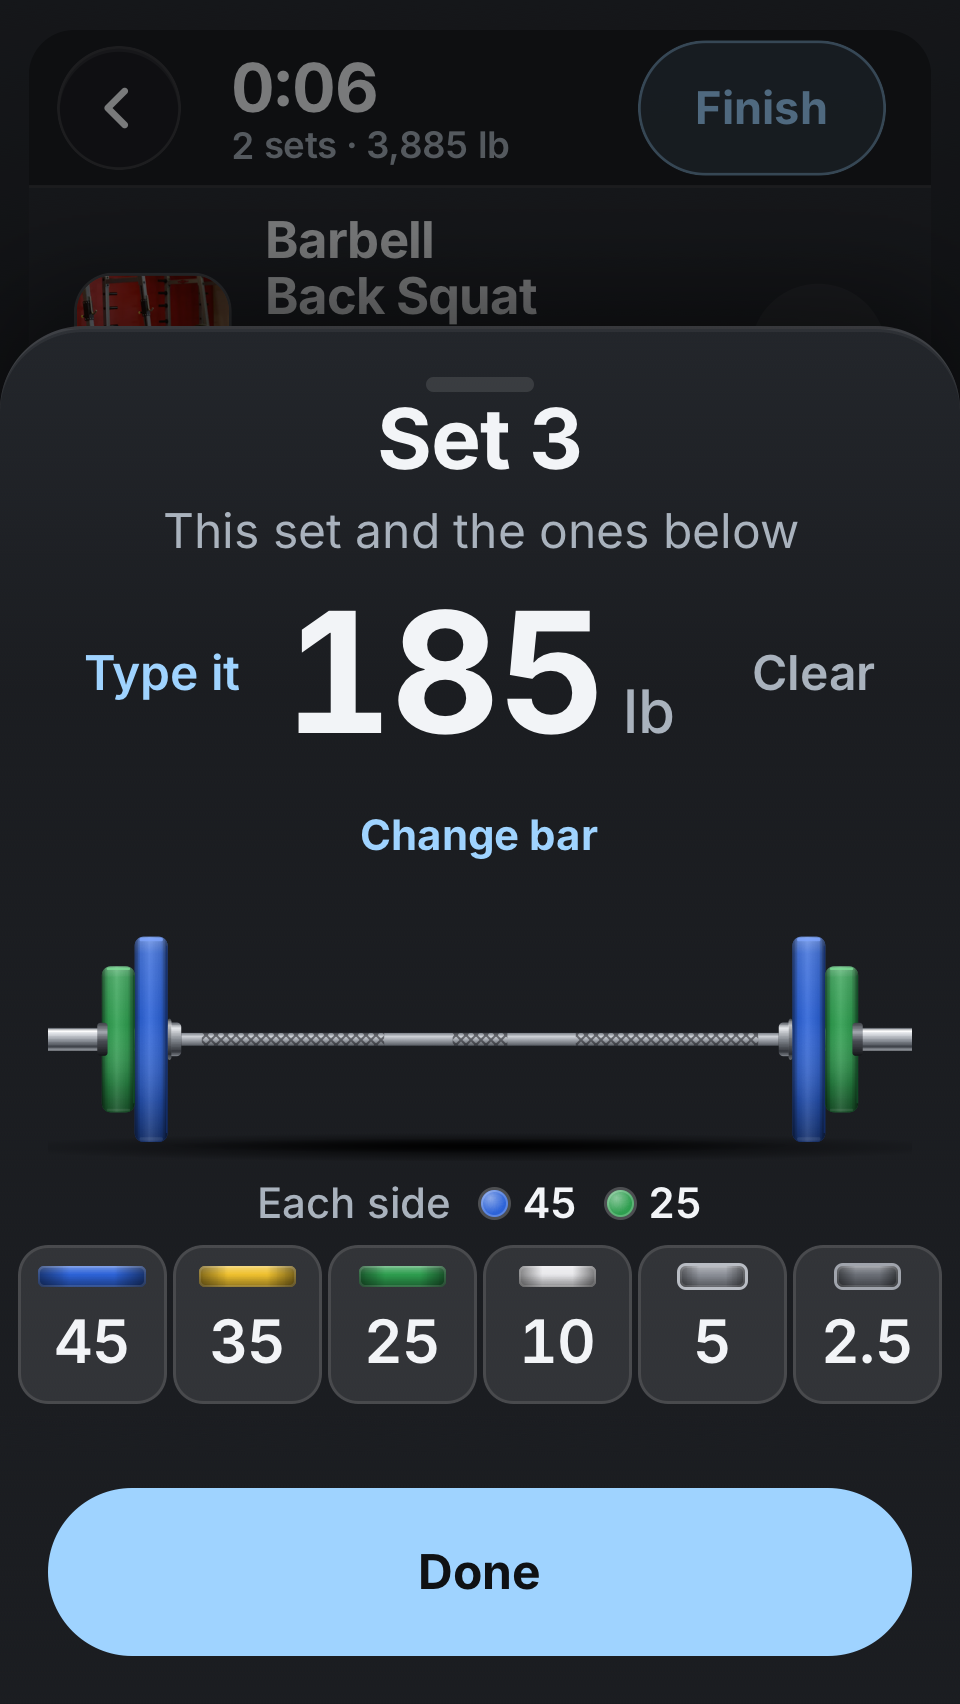 0:06
2 sets · 3,885 lb
Finish
Barbell
Back Squat
Set 3
This set and the ones below
Type it
185 lb
Clear
Change bar
Each side 45 25
45 35 25 10 5 2.5
Done